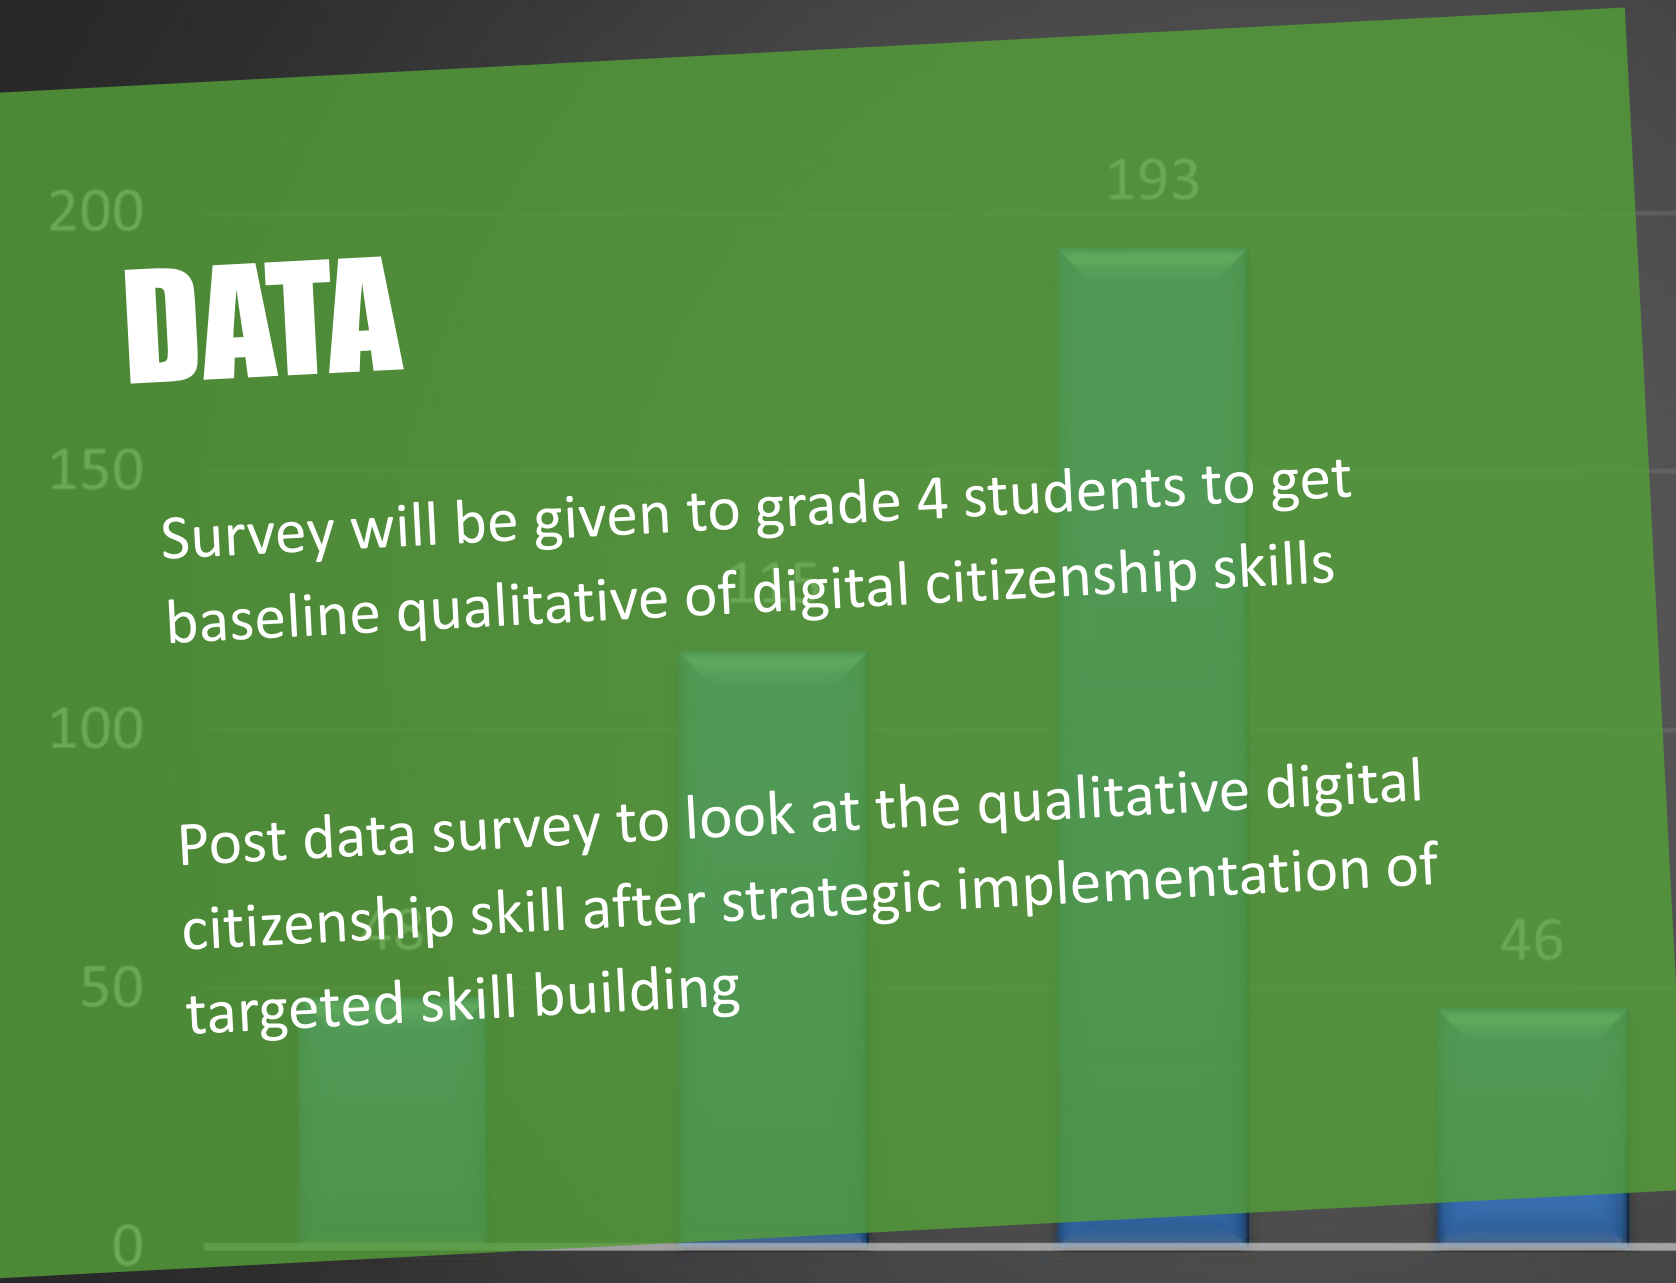 200
193
DATA
150
Survey will be given to grade 4 students to get
115
baseline qualitative of digital citizenship skills
100
Post data survey to look at the qualitative digital
citizenship skill after strategic implementation of
48
46
50
targeted skill building
0